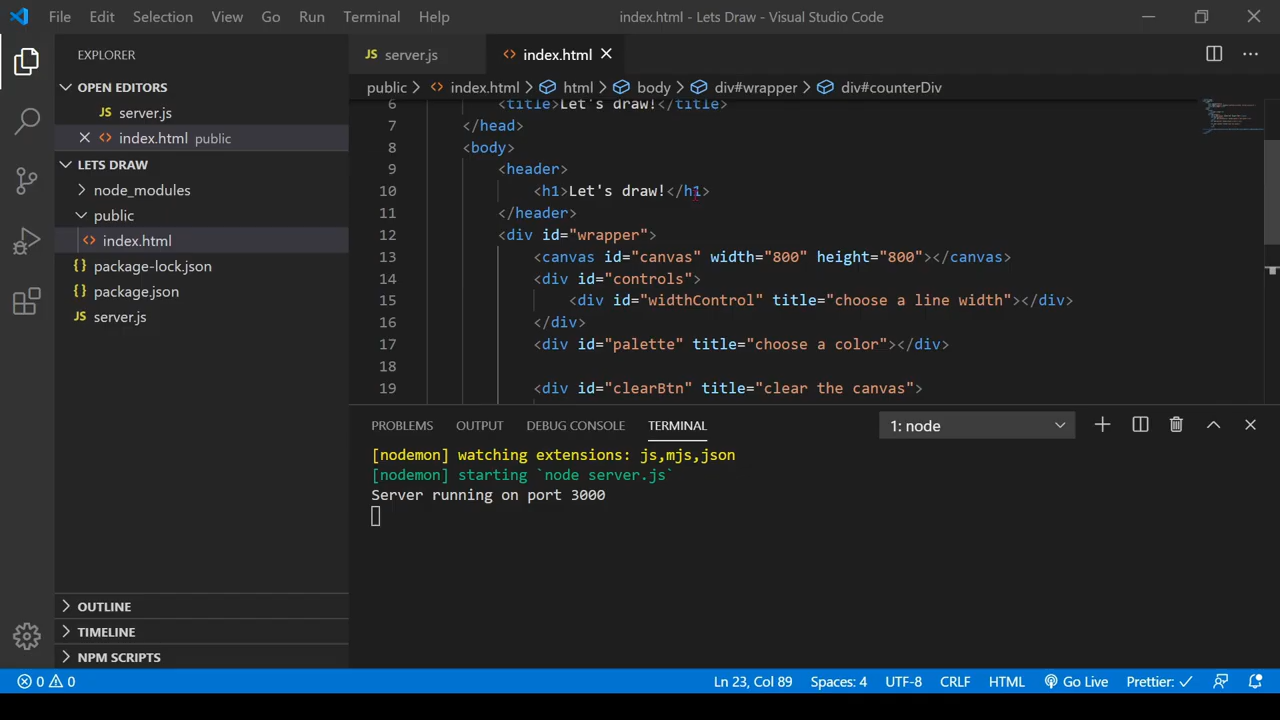 File Edit Selection View Go Run Terminal Help index.html - Lets Draw - Visual Studio Code
EXPLORER
OPEN EDITORS
JS server.js
<> index.html public
LETS DRAW
node_modules
public
<> index.html
{} package-lock.json
{} package.json
JS server.js
OUTLINE
TIMELINE
NPM SCRIPTS
JS server.js <> index.html
public > <> index.html > html > body > div#wrapper > div#counterDiv
6 <title>Let's draw!</title>
7 </head>
8 <body>
9 <header>
10 <h1>Let's draw!</h1>
11 </header>
12 <div id="wrapper">
13 <canvas id="canvas" width="800" height="800"></canvas>
14 <div id="controls">
15 <div id="widthControl" title="choose a line width"></div>
16 </div>
17 <div id="palette" title="choose a color"></div>
18
19 <div id="clearBtn" title="clear the canvas">
PROBLEMS OUTPUT DEBUG CONSOLE TERMINAL 1: node
[nodemon] watching extensions: js,mjs,json
[nodemon] starting `node server.js`
Server running on port 3000
0 0 Ln 23, Col 89 Spaces: 4 UTF-8 CRLF HTML Go Live Prettier: ✓